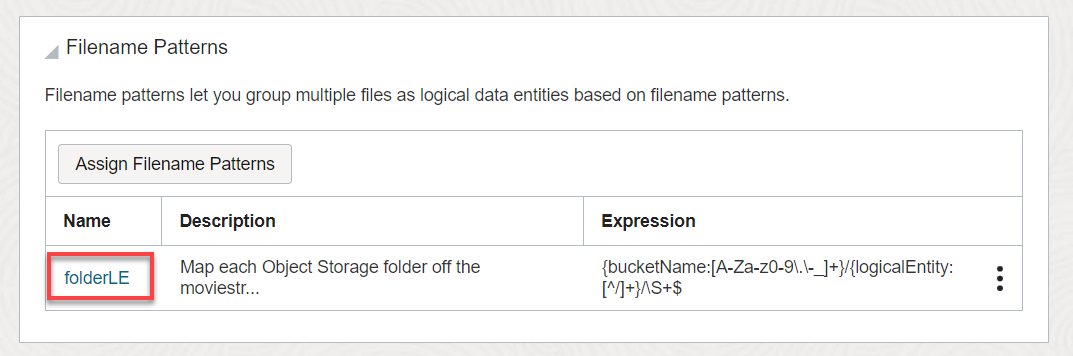 Filename Patterns
Filename patterns let you group multiple files as logical data entities based on filename patterns.
Assign Filename Patterns
Name Description Expression
folderLE
Map each Object Storage folder off the
moviestr...
{bucketName:[A-Za-z0-9\.\-_]+}/{logicalEntity:
[^/]+}/\S+$